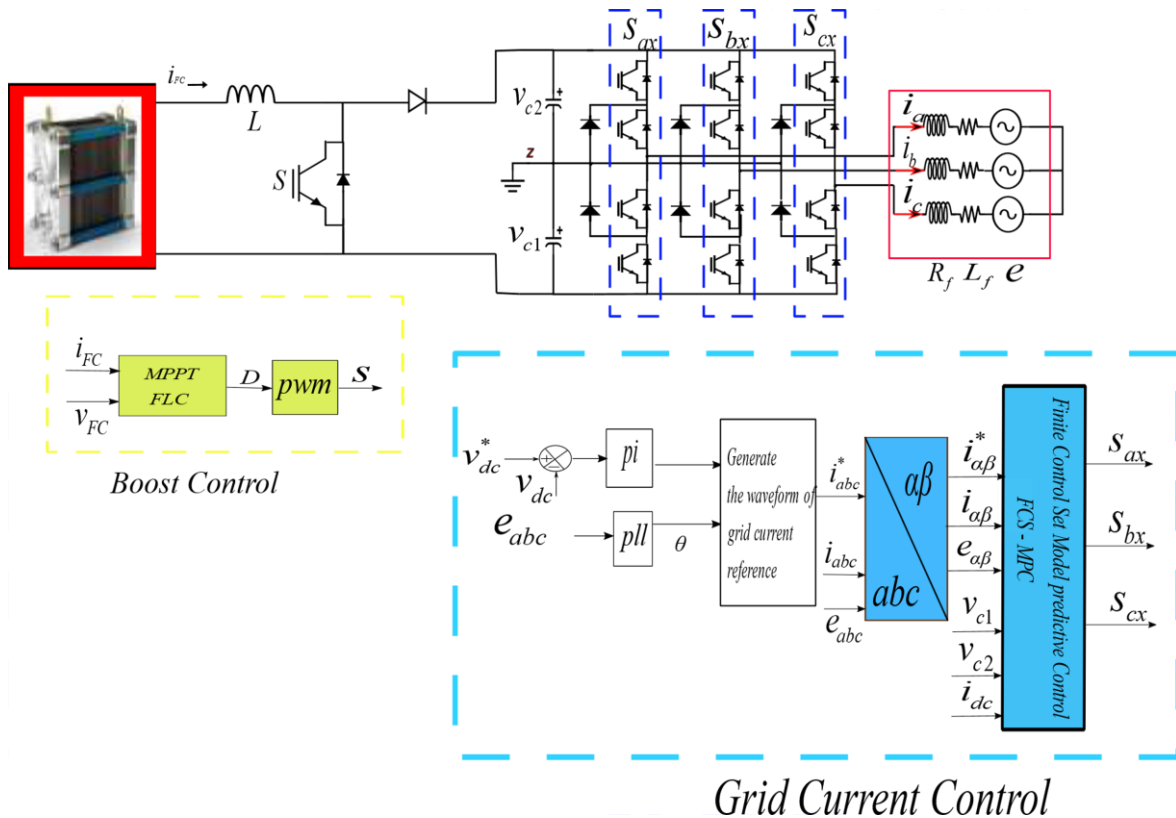 S_ax S_bx S_cx
i_FC
L
S
v_c2
z
v_c1
i_a
i_b
i_c
R_f L_f e
i_FC
v_FC
MPPT
FLC
D
pwm
s
Boost Control
v*_dc
v_dc
pi
e_abc
pll
θ
Generate
the waveform of
grid current
reference
i*_abc
i_abc
e_abc
αβ
abc
i*_αβ
i_αβ
e_αβ
v_c1
v_c2
i_dc
Finite Control Set Model predictive Control
FCS - MPC
S_ax
S_bx
S_cx
Grid Current Control